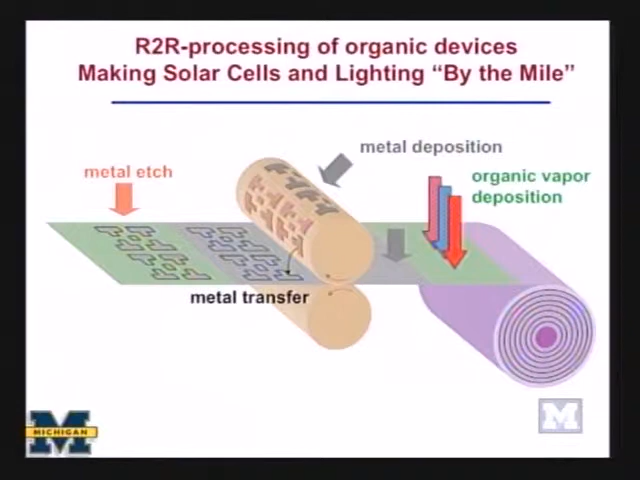 R2R-processing of organic devices
Making Solar Cells and Lighting “By the Mile”
metal deposition
metal etch
organic vapor
deposition
metal transfer
MICHIGAN
M